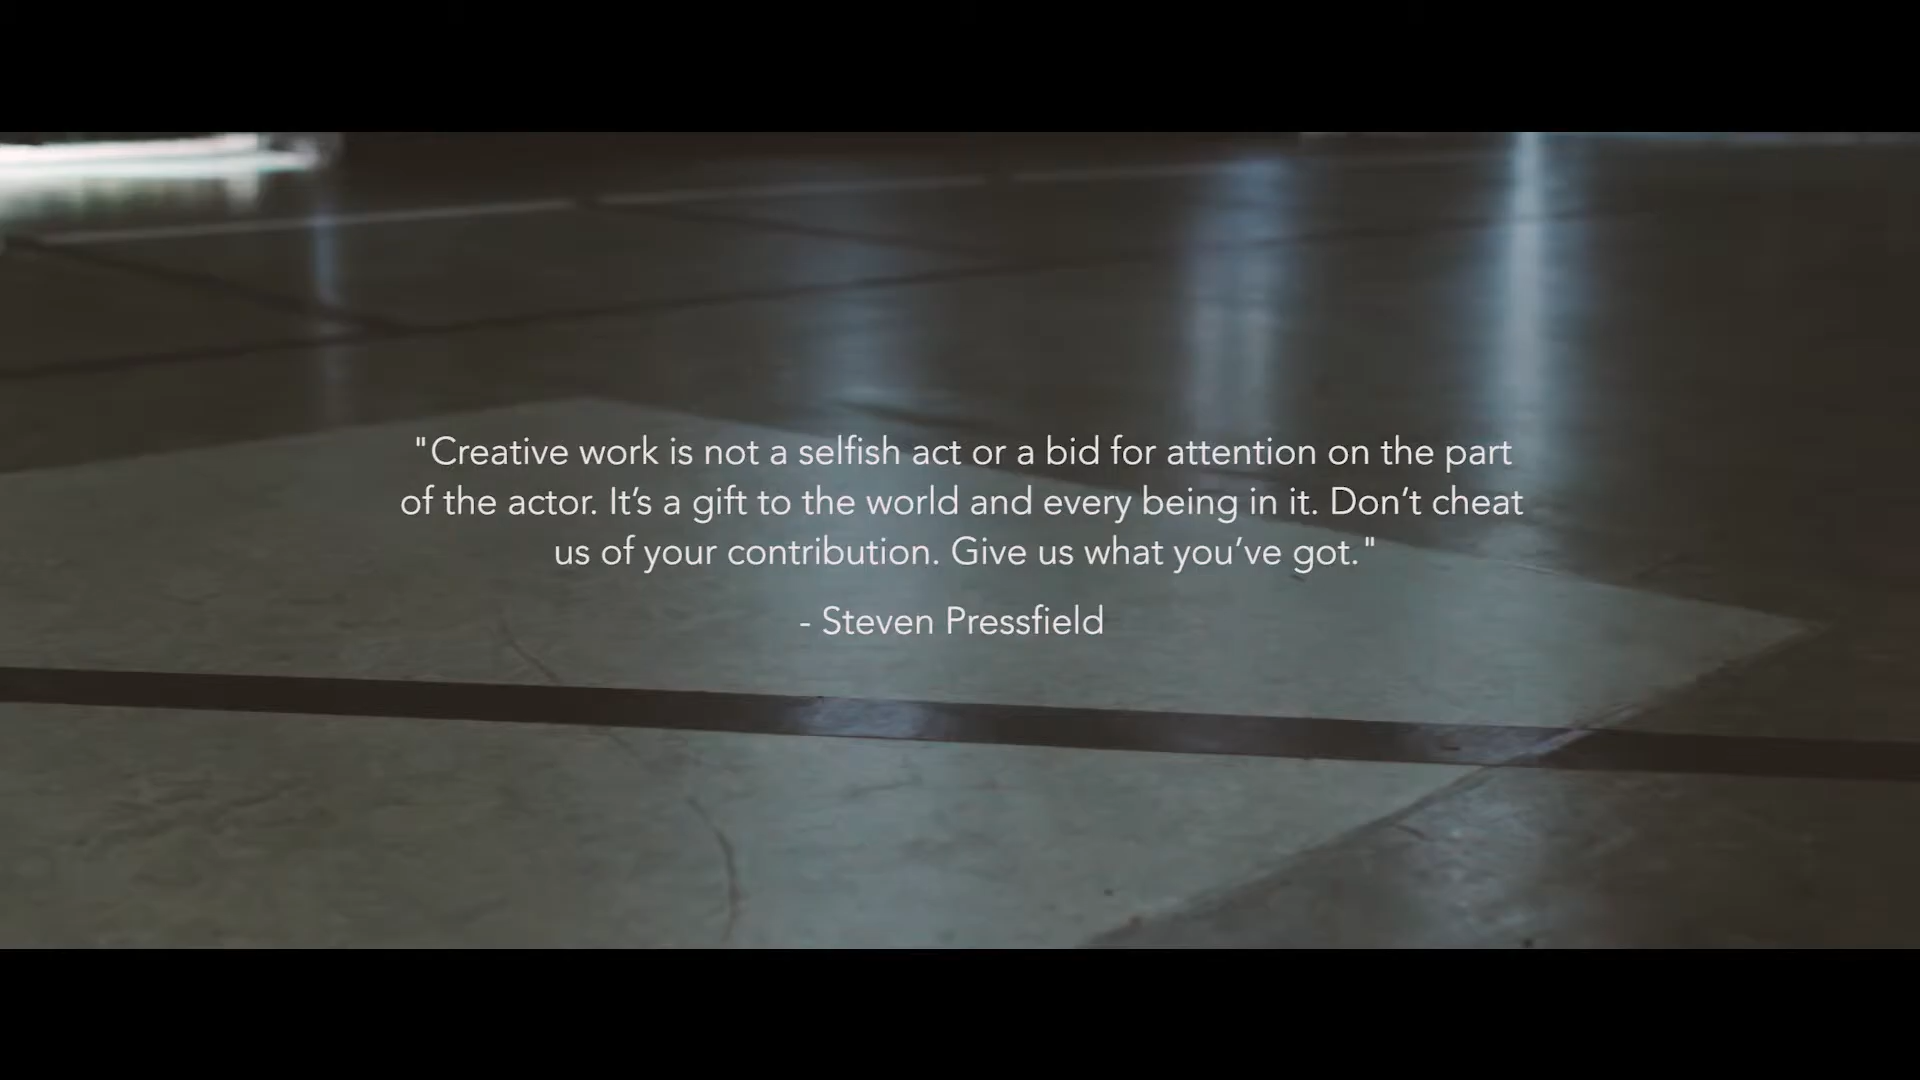 "Creative work is not a selfish act or a bid for attention on the part
of the actor. It’s a gift to the world and every being in it. Don’t cheat
us of your contribution. Give us what you’ve got."
- Steven Pressfield